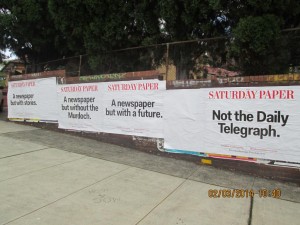 SATURDAY PAPER
A newspaper
but with stories.
SATURDAY PAPER
A newspaper
but without the
Murdoch.
SATURDAY PAPER
A newspaper
but with a future.
SATURDAY PAPER
Not the Daily
Telegraph.